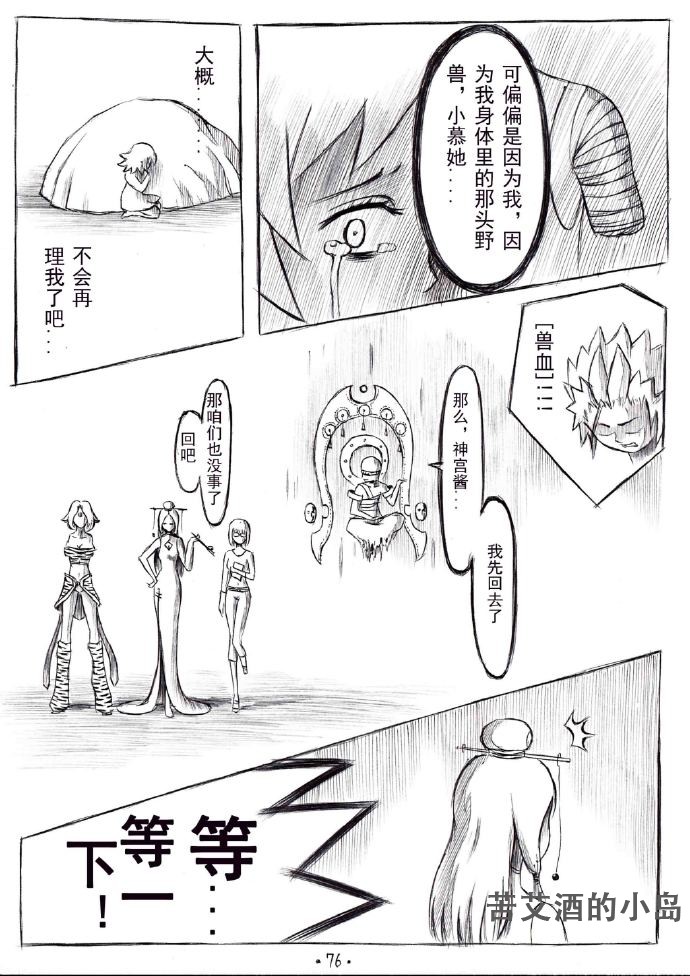 可偏偏是因为我，因
为我身体里的那头野
兽，小慕她····
大概······
不会再
理我了吧····
［兽血］!!!
那么，神宫酱···
我先回去了
那咱们也没事了
回吧
等···
等一
下！
苦艾酒的小岛
·76·